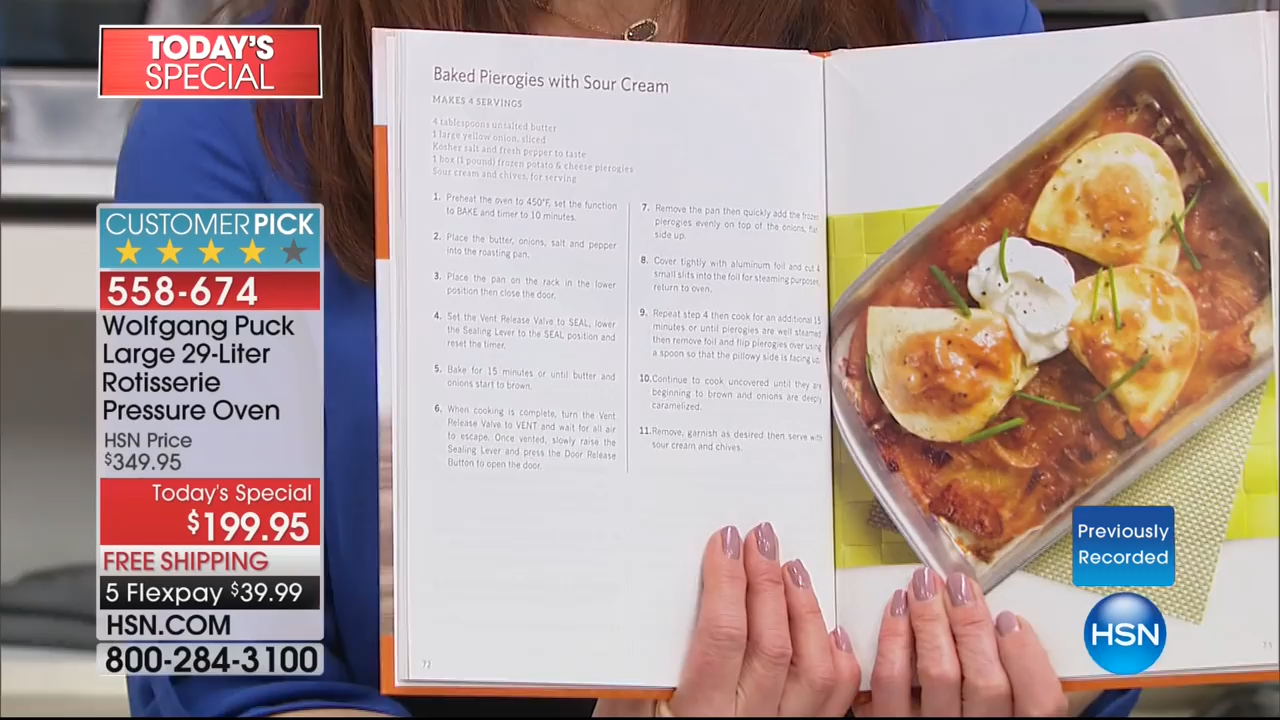 TODAY'S
SPECIAL
CUSTOMER PICK
558-674
Wolfgang Puck
Large 29-Liter
Rotisserie
Pressure Oven
HSN Price
$349.95
Today's Special
$199.95
FREE SHIPPING
5 Flexpay $39.99
HSN.COM
800-284-3100
Baked Pierogies with Sour Cream
MAKES 4 SERVINGS
4 tablespoons unsalted butter
1 large yellow onion, sliced
Kosher salt and fresh pepper to taste
1 box (1 pound) frozen potato & cheese pierogies
Sour cream and chives, for serving
1. Preheat the oven to 450°F, set the function
to BAKE and timer to 10 minutes.
2. Place the butter, onions, salt and pepper
into the roasting pan.
3. Place the pan on the rack in the lower
position then close the door.
4. Set the Vent Release Valve to SEAL, lower
the Sealing Lever to the SEAL position and
reset the timer.
5. Bake for 15 minutes or until butter and
onions start to brown.
6. When cooking is complete, turn the Vent
Release Valve to VENT and wait for all air
to escape. Once vented, slowly raise the
Sealing Lever and press the Door Release
Button to open the door.
7. Remove the pan then quickly add the frozen
pierogies evenly on top of the onions, flat
side up.
8. Cover tightly with aluminum foil and cut 4
small slits into the foil for steaming purposes,
return to oven.
9. Repeat step 4 then cook for an additional 15
minutes or until pierogies are well steamed
then remove foil and flip pierogies over using
a spoon so that the pillowy side is facing up.
10. Continue to cook uncovered until they are
beginning to brown and onions are deeply
caramelized.
11. Remove, garnish as desired then serve with
sour cream and chives.
72
Previously
Recorded
HSN